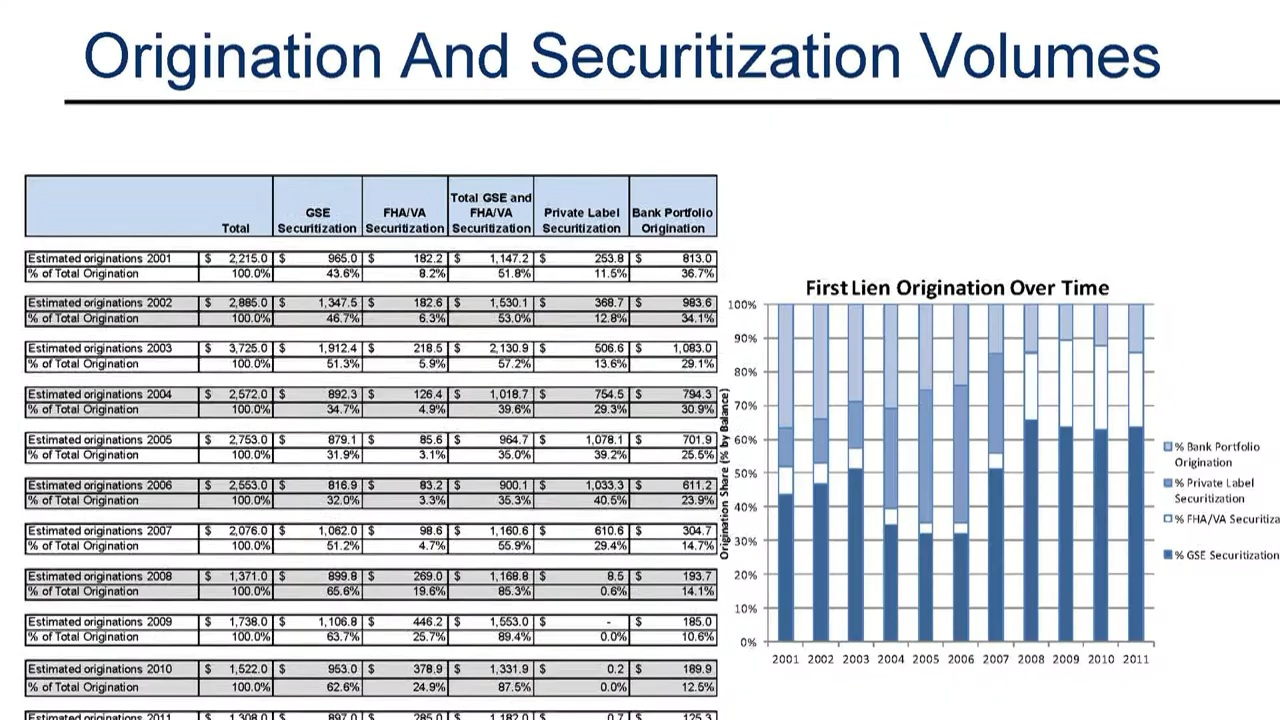 Origination And Securitization Volumes
Total GSE and
GSE FHA/VA FHA/VA Private Label Bank Portfolio
Total Securitization Securitization Securitization Securitization Origination
Estimated originations 2001 $ 2,215.0 $ 965.0 $ 182.2 $ 1,147.2 $ 253.8 $ 813.0
% of Total Origination 100.0% 43.6% 8.2% 51.8% 11.5% 36.7%
Estimated originations 2002 $ 2,885.0 $ 1,347.5 $ 182.6 $ 1,530.1 $ 368.7 $ 983.6
% of Total Origination 100.0% 46.7% 6.3% 53.0% 12.8% 34.1%
Estimated originations 2003 $ 3,725.0 $ 1,912.4 $ 218.5 $ 2,130.9 $ 506.6 $ 1,083.0
% of Total Origination 100.0% 51.3% 5.9% 57.2% 13.6% 29.1%
Estimated originations 2004 $ 2,572.0 $ 892.3 $ 126.4 $ 1,018.7 $ 754.5 $ 794.3
% of Total Origination 100.0% 34.7% 4.9% 39.6% 29.3% 30.9%
Estimated originations 2005 $ 2,753.0 $ 879.1 $ 85.6 $ 964.7 $ 1,078.1 $ 701.9
% of Total Origination 100.0% 31.9% 3.1% 35.0% 39.2% 25.5%
Estimated originations 2006 $ 2,553.0 $ 816.9 $ 83.2 $ 900.1 $ 1,033.3 $ 611.2
% of Total Origination 100.0% 32.0% 3.3% 35.3% 40.5% 23.9%
Estimated originations 2007 $ 2,076.0 $ 1,062.0 $ 98.6 $ 1,160.6 $ 610.6 $ 304.7
% of Total Origination 100.0% 51.2% 4.7% 55.9% 29.4% 14.7%
Estimated originations 2008 $ 1,371.0 $ 899.8 $ 269.0 $ 1,168.8 $ 8.5 $ 193.7
% of Total Origination 100.0% 65.6% 19.6% 85.3% 0.6% 14.1%
Estimated originations 2009 $ 1,738.0 $ 1,106.8 $ 446.2 $ 1,553.0 $ - $ 185.0
% of Total Origination 100.0% 63.7% 25.7% 89.4% 0.0% 10.6%
Estimated originations 2010 $ 1,522.0 $ 953.0 $ 378.9 $ 1,331.9 $ 0.2 $ 189.9
% of Total Origination 100.0% 62.6% 24.9% 87.5% 0.0% 12.5%
Estimated originations 2011 $ 1,308.0 $ 897.0 $ 285.0 $ 1,182.0 $ 0.7 $ 125.3
First Lien Origination Over Time
Origination Share (% by Balance)
100%
90%
80%
70%
60%
50%
40%
30%
20%
10%
0%
2001 2002 2003 2004 2005 2006 2007 2008 2009 2010 2011
% Bank Portfolio
Origination
% Private Label
Securitization
% FHA/VA Securitiza
% GSE Securitization